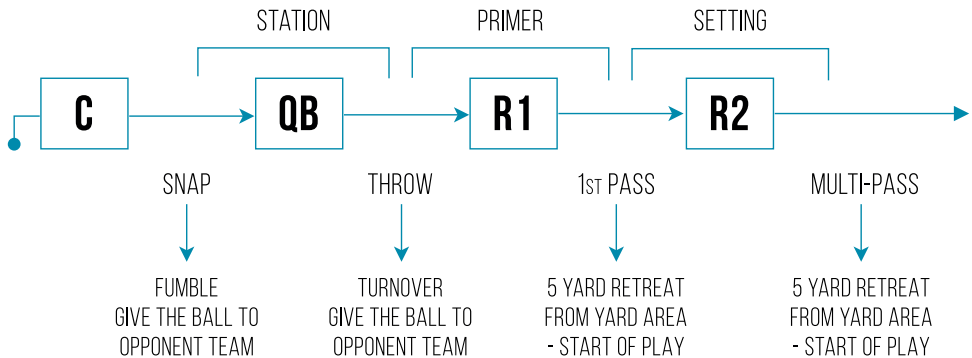 STATION PRIMER SETTING
C QB R1 R2
SNAP THROW 1ST PASS MULTI-PASS
FUMBLE
GIVE THE BALL TO
OPPONENT TEAM
TURNOVER
GIVE THE BALL TO
OPPONENT TEAM
5 YARD RETREAT
FROM YARD AREA
- START OF PLAY
5 YARD RETREAT
FROM YARD AREA
- START OF PLAY